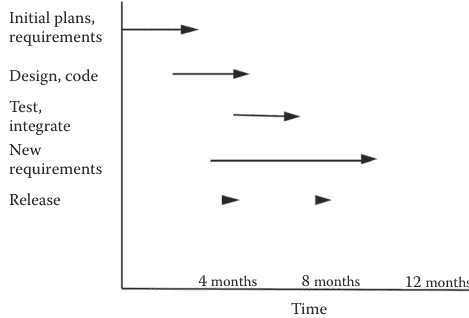 Initial plans,
requirements
Design, code
Test,
integrate
New
requirements
Release
4 months
8 months
12 months
Time